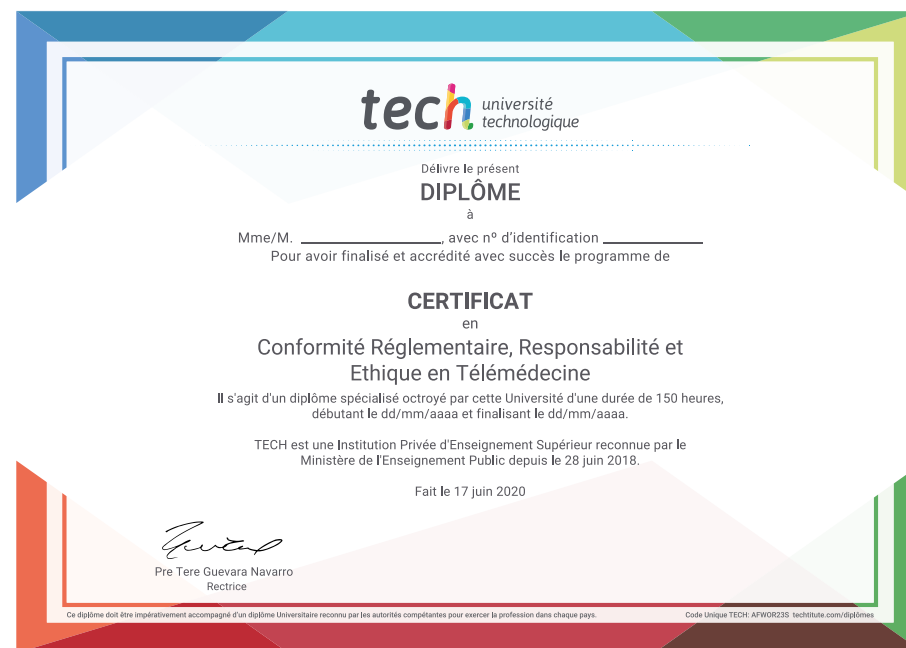 tech université
technologique
Délivre le présent
DIPLÔME
à
Mme/M. ____________________, avec nº d'identification ______________
Pour avoir finalisé et accrédité avec succès le programme de
CERTIFICAT
en
Conformité Réglementaire, Responsabilité et
Ethique en Télémédecine
Il s'agit d'un diplôme spécialisé octroyé par cette Université d'une durée de 150 heures,
débutant le dd/mm/aaaa et finalisant le dd/mm/aaaa.
TECH est une Institution Privée d'Enseignement Supérieur reconnue par le
Ministère de l'Enseignement Public depuis le 28 juin 2018.
Fait le 17 juin 2020
Pre Tere Guevara Navarro
Rectrice
Ce diplôme doit être impérativement accompagné d'un diplôme Universitaire reconnu par les autorités compétentes pour exercer la profession dans chaque pays.
Code Unique TECH: AFWOR23S techtitute.com/diplômes